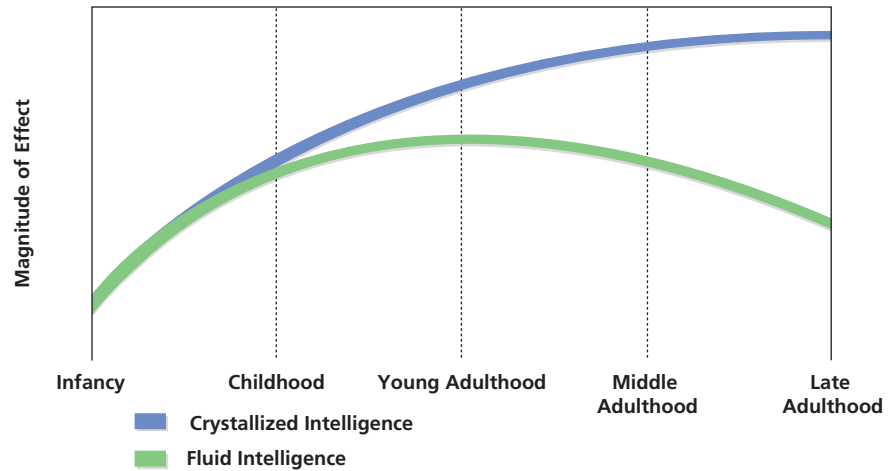 Magnitude of Effect
Infancy
Childhood
Young Adulthood
Middle
Adulthood
Late
Adulthood
Crystallized Intelligence
Fluid Intelligence